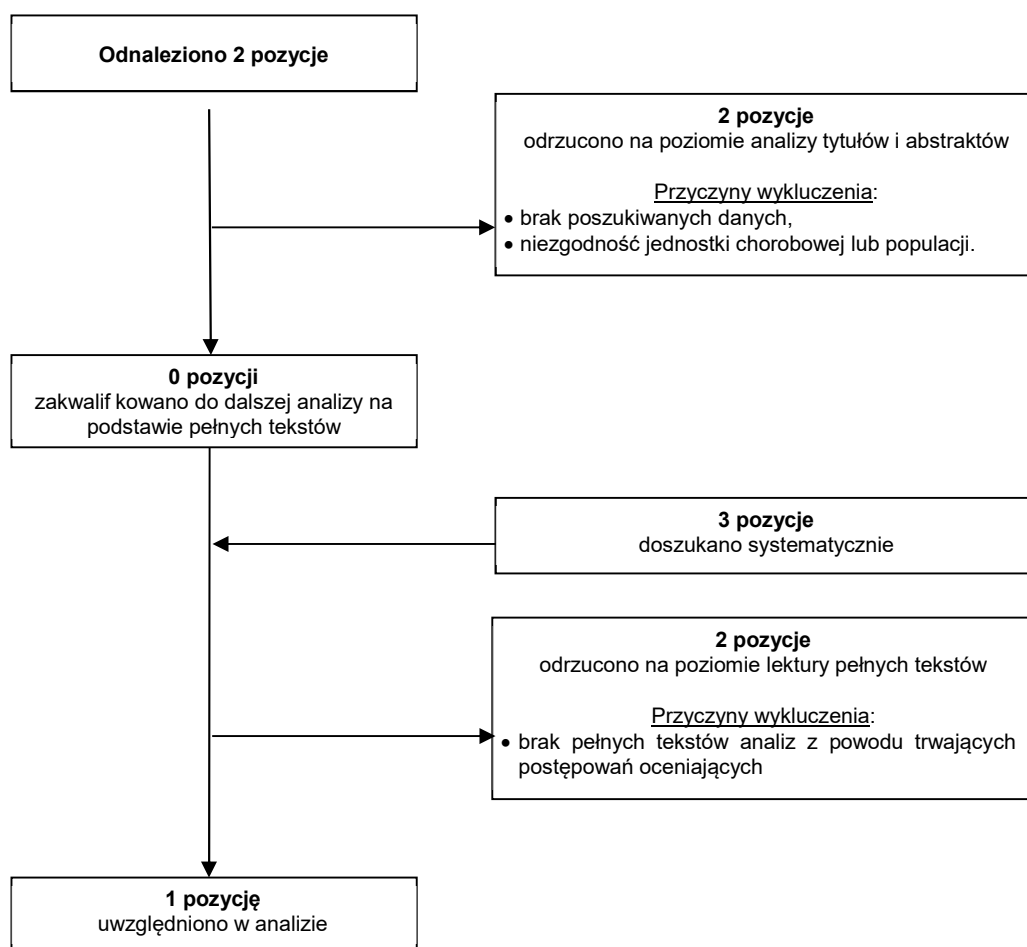 Odnaleziono 2 pozycje
2 pozycje
odrzucono na poziomie analizy tytułów i abstraktów
Przyczyny wykluczenia:
• brak poszukiwanych danych,
• niezgodność jednostki chorobowej lub populacji.
0 pozycji
zakwalif kowano do dalszej analizy na
podstawie pełnych tekstów
3 pozycje
doszukano systematycznie
2 pozycje
odrzucono na poziomie lektury pełnych tekstów
Przyczyny wykluczenia:
• brak pełnych tekstów analiz z powodu trwających
postępowań oceniających
1 pozycję
uwzględniono w analizie